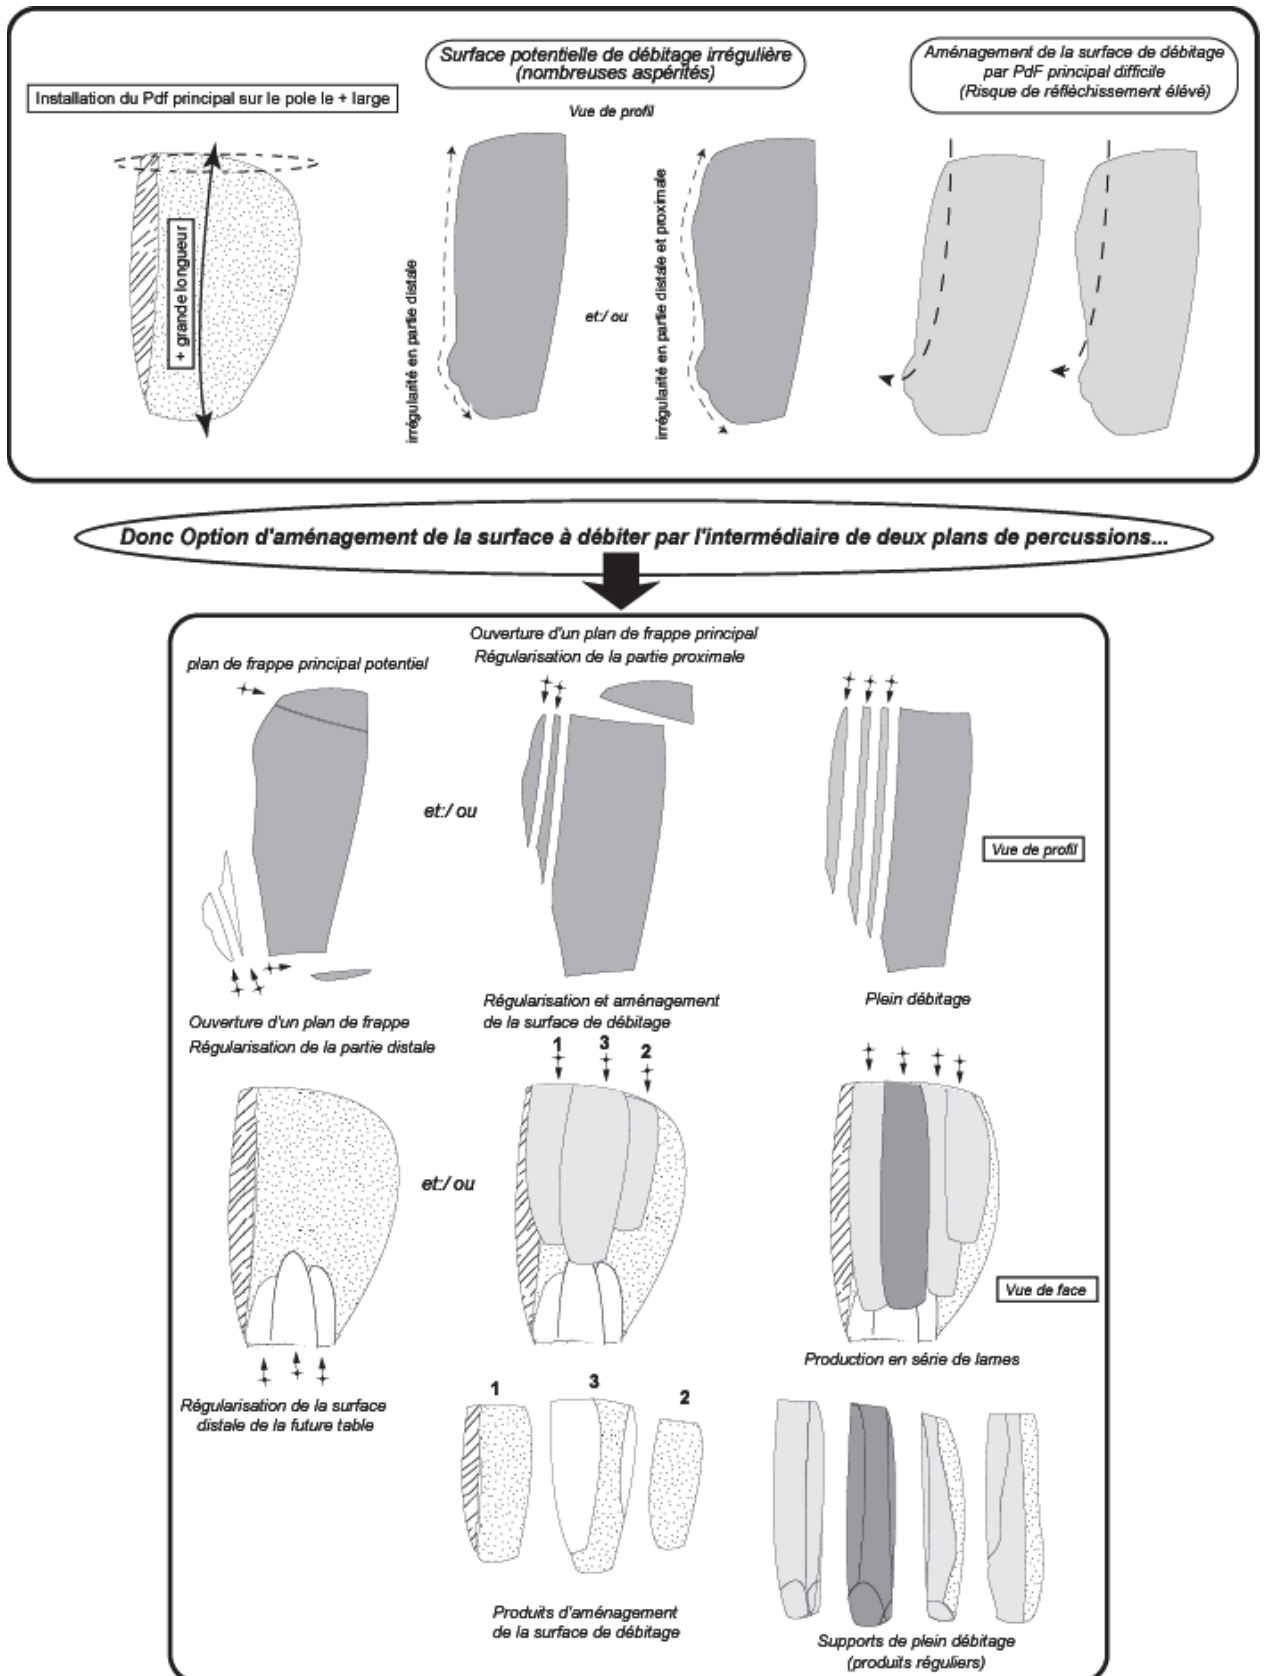 Surface potentielle de débitage irrégulière
(nombreuses aspérités)
Aménagement de la surface de débitage
par PdF principal difficile
(Risque de réflèchissement élévé)
Installation du Pdf principal sur le pole le + large
Vue de profil
+ grande longueur
irrégularité en partie distale
et:/ ou
irrégularité en partie distale et proximale
Donc Option d'aménagement de la surface à débiter par l'intermédiaire de deux plans de percussions...
plan de frappe principal potentiel
Ouverture d'un plan de frappe principal
Régularisation de la partie proximale
et:/ ou
Vue de profil
Ouverture d'un plan de frappe
Régularisation de la partie distale
Régularisation et aménagement
de la surface de débitage
Plein débitage
1
3
2
et:/ ou
Vue de face
Régularisation de la surface
distale de la future table
Production en série de lames
1
3
2
Produits d'aménagement
de la surface de débitage
Supports de plein débitage
(produits réguliers)